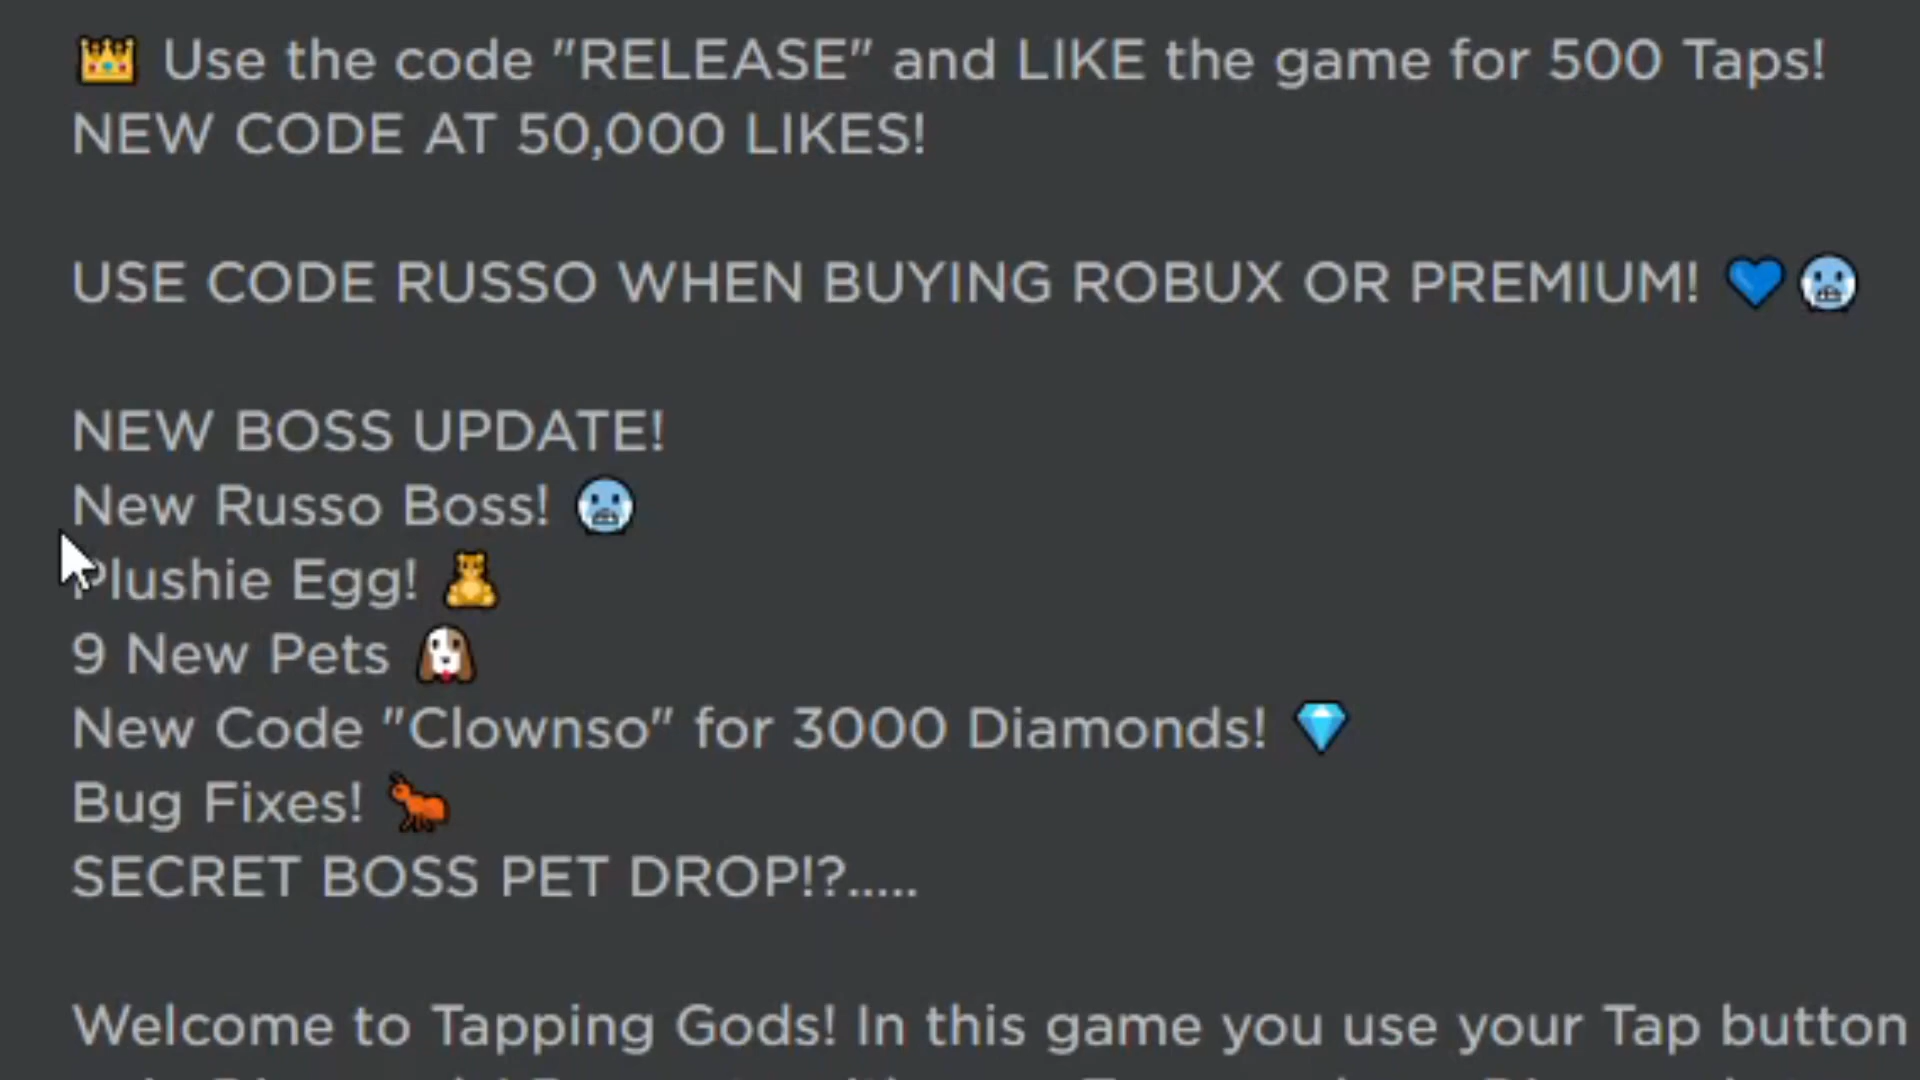 👑 Use the code "RELEASE" and LIKE the game for 500 Taps!
NEW CODE AT 50,000 LIKES!
USE CODE RUSSO WHEN BUYING ROBUX OR PREMIUM! 💙🥶
NEW BOSS UPDATE!
New Russo Boss! 🥶
Plushie Egg! 🧸
9 New Pets 🐶
New Code "Clownso" for 3000 Diamonds! 💎
Bug Fixes! 🐜
SECRET BOSS PET DROP!?.....
Welcome to Tapping Gods! In this game you use your Tap button